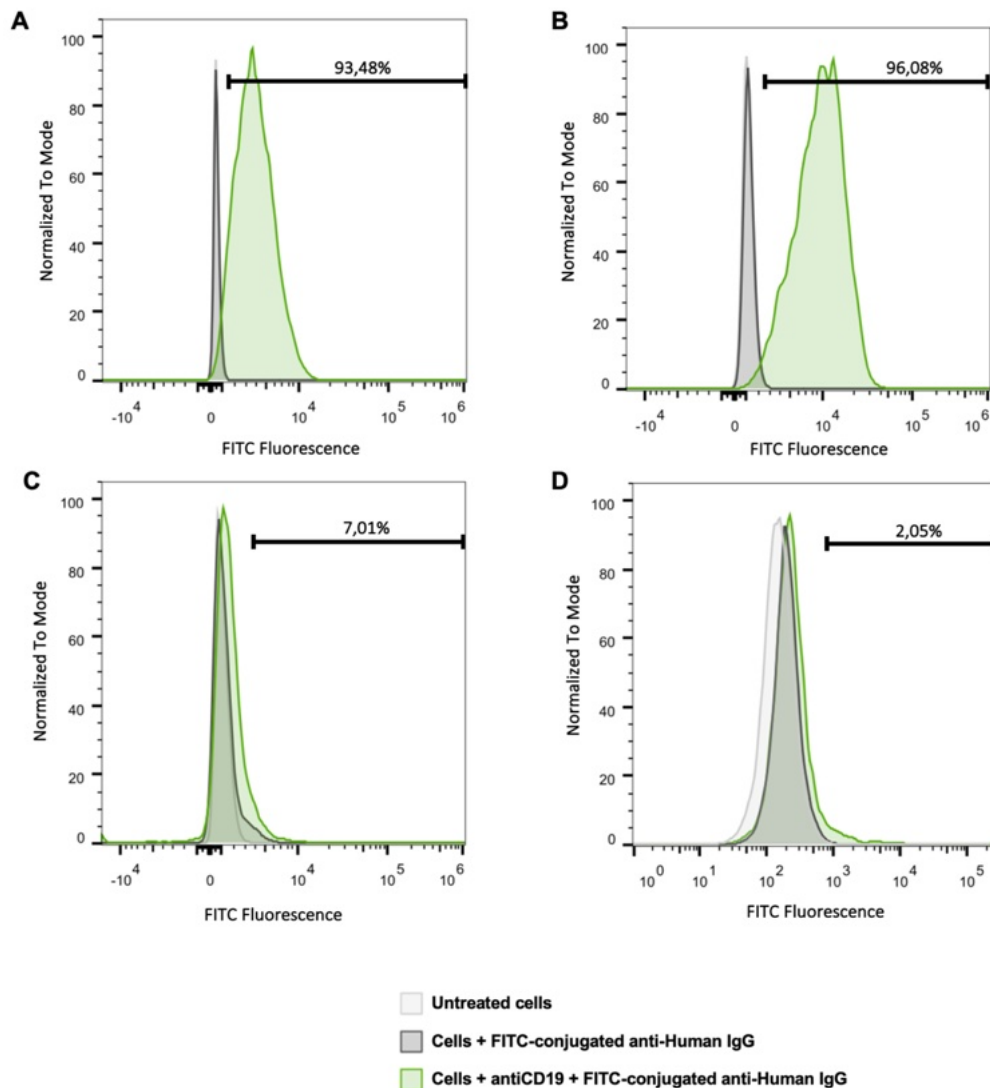 A
B
93,48%
96,08%
Normalized To Mode
Normalized To Mode
100
80
60
40
20
0
100
80
60
40
20
0
-10^4 0 10^4 10^5 10^6
-10^4 0 10^4 10^5 10^6
FITC Fluorescence
FITC Fluorescence
C
D
7,01%
2,05%
Normalized To Mode
Normalized To Mode
100
80
60
40
20
0
100
80
60
40
20
0
-10^4 0 10^4 10^5 10^6
10^0 10^1 10^2 10^3 10^4 10^5
FITC Fluorescence
FITC Fluorescence
Untreated cells
Cells + FITC-conjugated anti-Human IgG
Cells + antiCD19 + FITC-conjugated anti-Human IgG